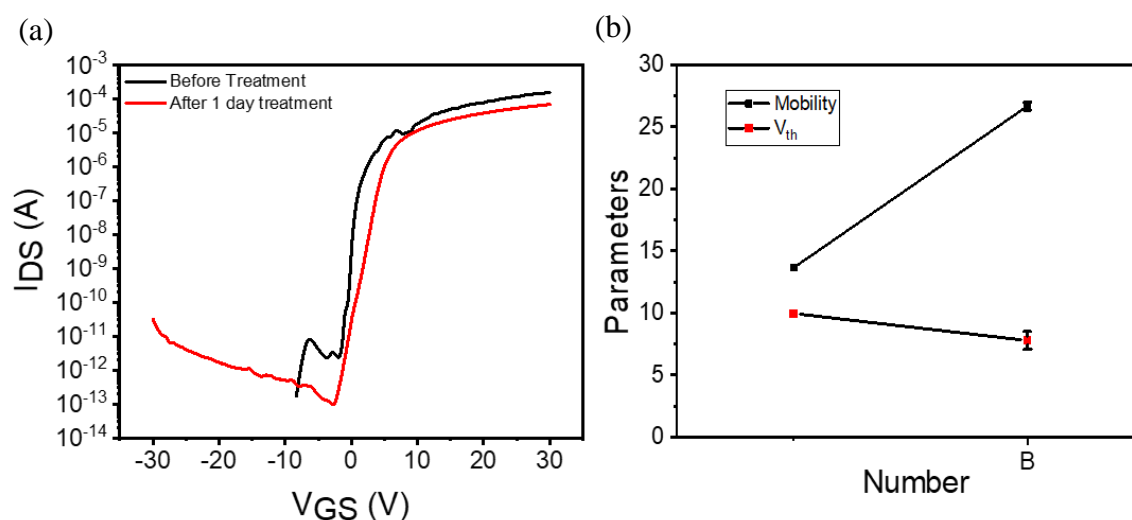 (a)
Before Treatment
After 1 day treatment
10⁻³
10⁻⁴
10⁻⁵
10⁻⁶
10⁻⁷
10⁻⁸
10⁻⁹
10⁻¹⁰
10⁻¹¹
10⁻¹²
10⁻¹³
10⁻¹⁴
IDS (A)
-30 -20 -10 0 10 20 30
VGS (V)
(b)
Mobility
Vth
30
25
20
15
10
5
0
Parameters
B
Number